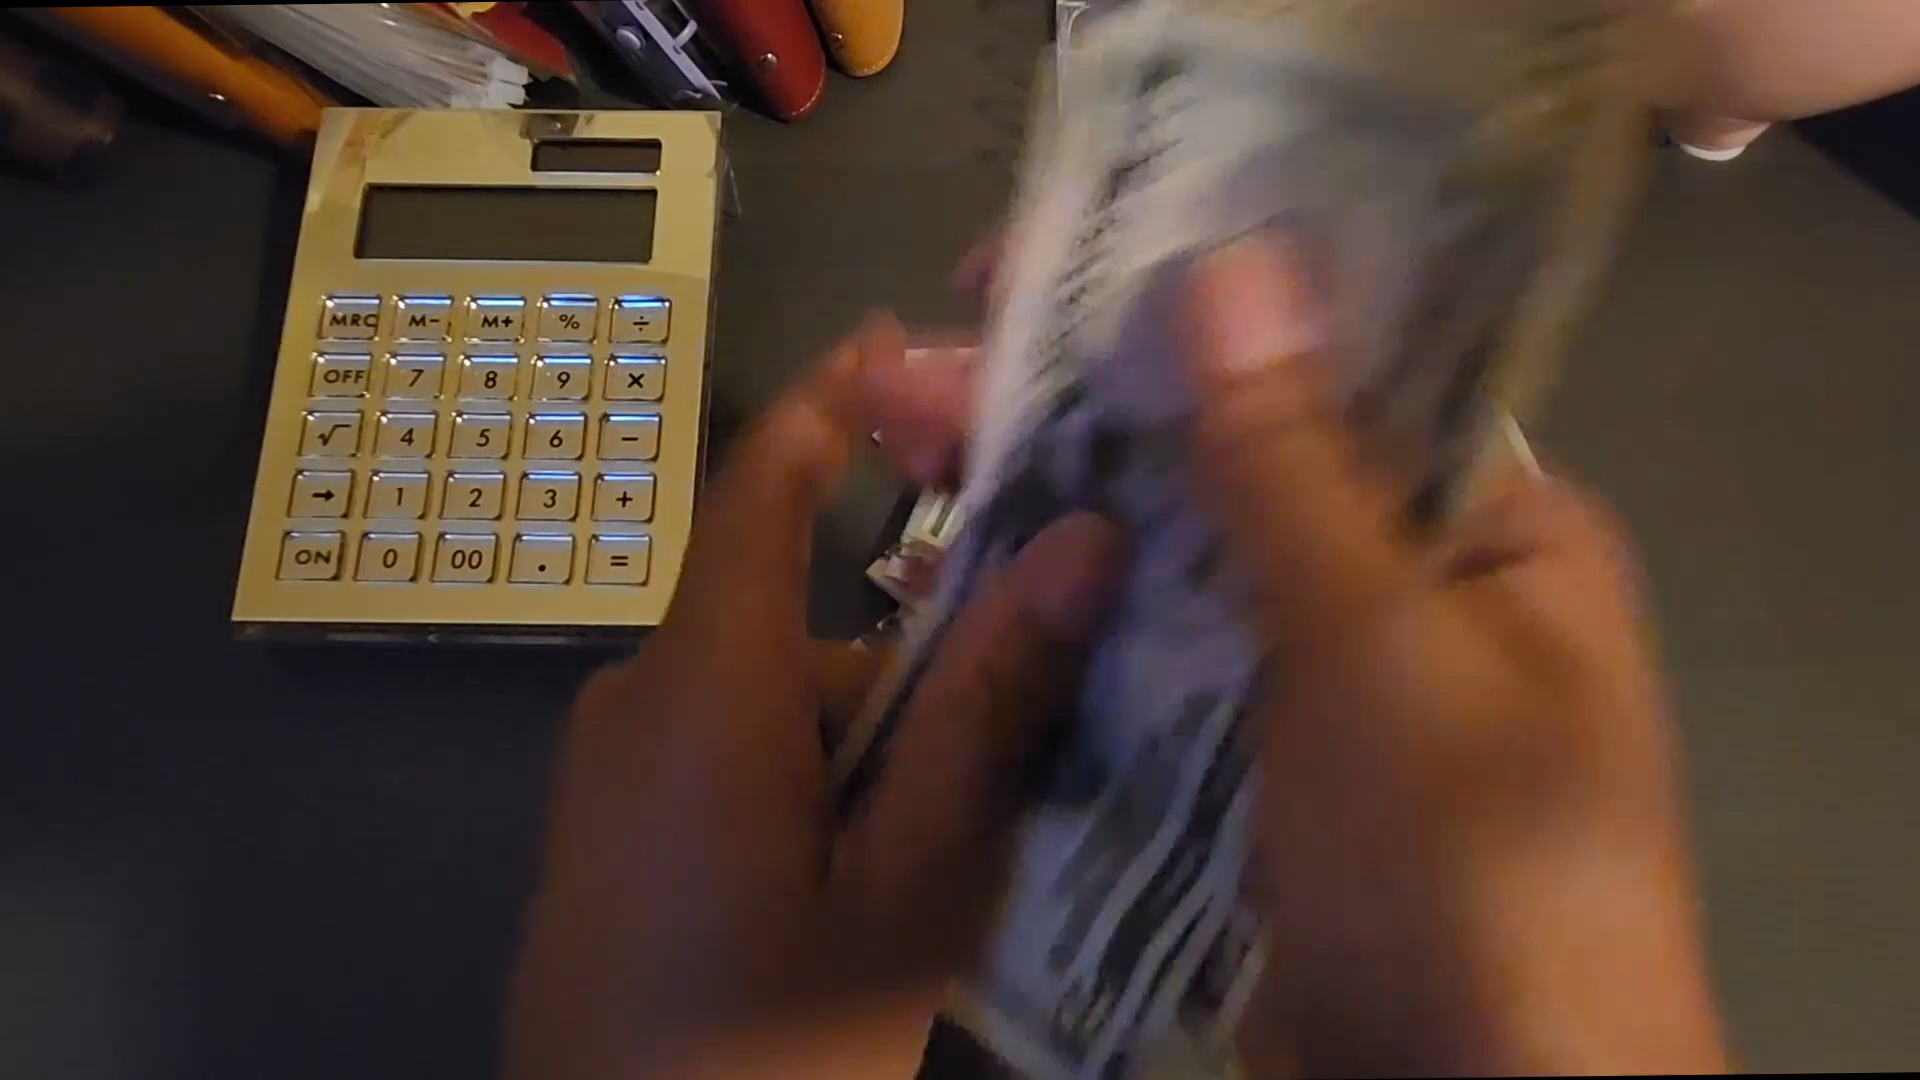 MRC M- M+ % ÷
OFF 7 8 9 ×
√ 4 5 6 −
→ 1 2 3 +
ON 0 00 . =